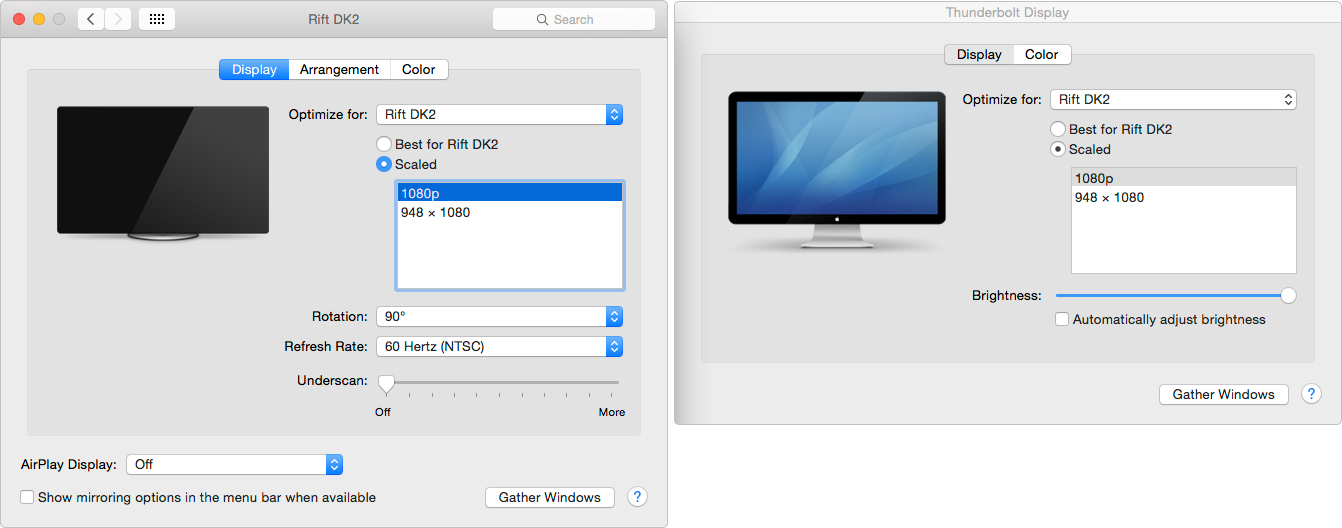 Rift DK2
Search
Display Arrangement Color
Optimize for: Rift DK2
Best for Rift DK2
Scaled
1080p
948 × 1080
Rotation: 90°
Refresh Rate: 60 Hertz (NTSC)
Underscan:
Off More
AirPlay Display: Off
Show mirroring options in the menu bar when available
Gather Windows ?
Thunderbolt Display
Display Color
Optimize for: Rift DK2
Best for Rift DK2
Scaled
1080p
948 × 1080
Brightness:
Automatically adjust brightness
Gather Windows ?